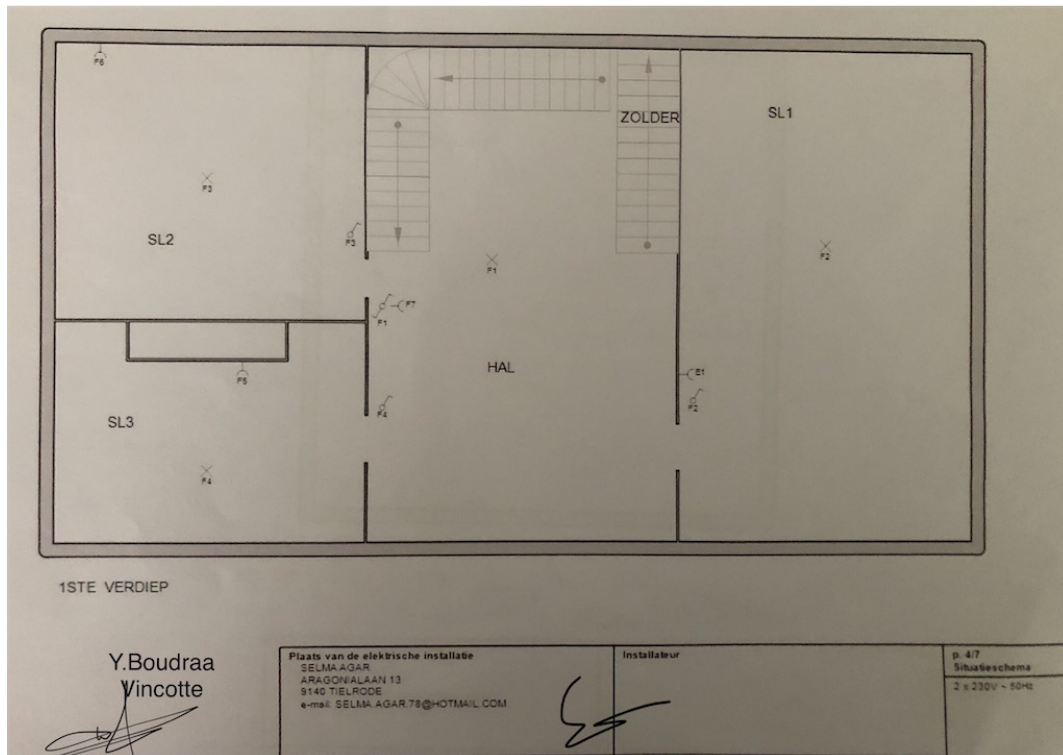 F6
ZOLDER
SL1
F3
SL2
F3
F1
F2
F7
F1
HAL
E1
F6
F2
SL3
F4
F4
1STE VERDIEP
Y.Boudraa
Vincotte
Plaats van de elektrische installatie
SELMA AGAR
ARAGONIALAAN 13
9140 TIELRODE
e-mail: SELMA.AGAR.78@HOTMAIL.COM
Installateur
p. 4/7
Situatieschema
2 x 230V ~ 50Hz